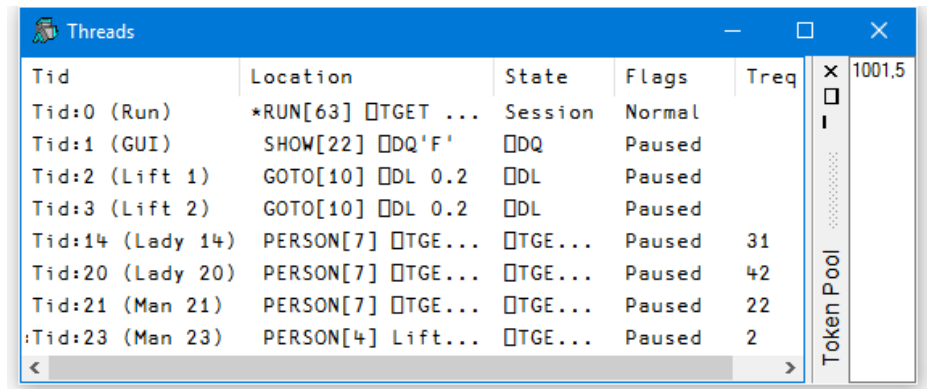 Threads
Tid Location State Flags Treq
Tid:0 (Run) *RUN[63] ⎕TGET ... Session Normal
Tid:1 (GUI) SHOW[22] ⎕DQ'F' ⎕DQ Paused
Tid:2 (Lift 1) GOTO[10] ⎕DL 0.2 ⎕DL Paused
Tid:3 (Lift 2) GOTO[10] ⎕DL 0.2 ⎕DL Paused
Tid:14 (Lady 14) PERSON[7] ⎕TGE... ⎕TGE... Paused 31
Tid:20 (Lady 20) PERSON[7] ⎕TGE... ⎕TGE... Paused 42
Tid:21 (Man 21) PERSON[7] ⎕TGE... ⎕TGE... Paused 22
:Tid:23 (Man 23) PERSON[4] Lift... ⎕TGE... Paused 2
Token Pool
1001,5